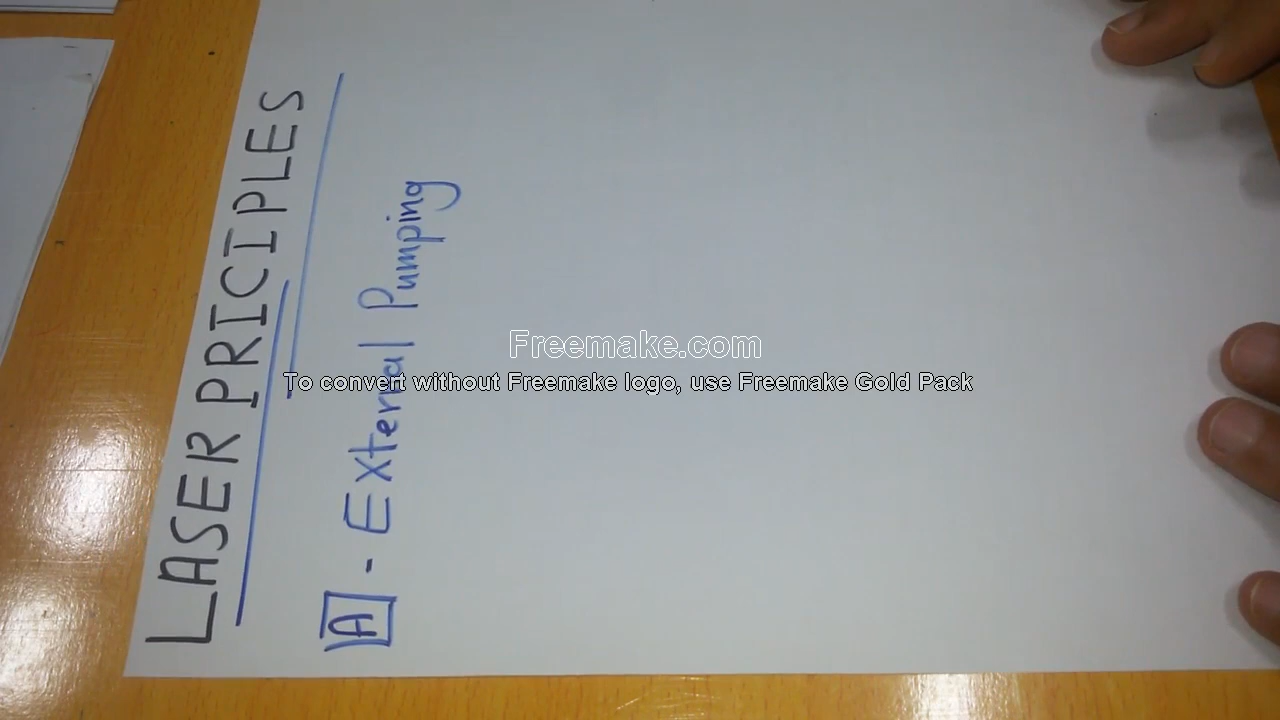 LASER PRICIPLES
A - External Pumping
Freemake.com
To convert without Freemake logo, use Freemake Gold Pack